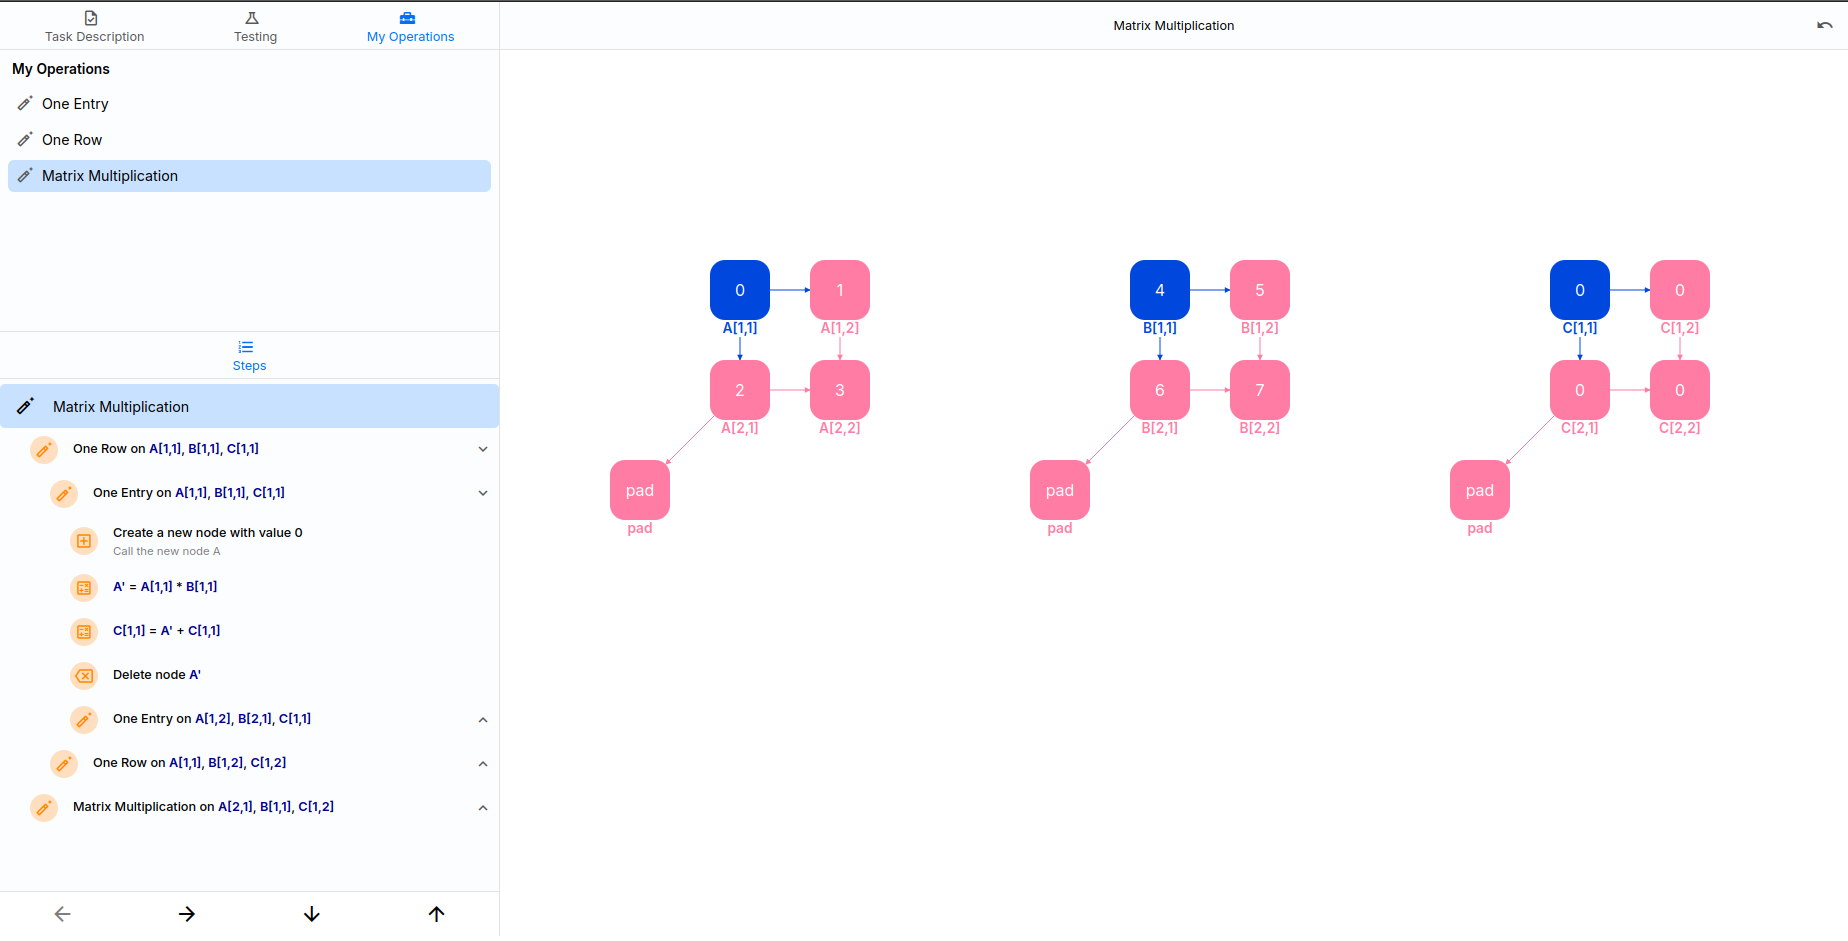 Task Description
Testing
My Operations
Matrix Multiplication
My Operations
One Entry
One Row
Matrix Multiplication
Steps
Matrix Multiplication
One Row on A[1,1], B[1,1], C[1,1]
One Entry on A[1,1], B[1,1], C[1,1]
Create a new node with value 0
Call the new node A
A' = A[1,1] * B[1,1]
C[1,1] = A' + C[1,1]
Delete node A'
One Entry on A[1,2], B[2,1], C[1,1]
One Row on A[1,1], B[1,2], C[1,2]
Matrix Multiplication on A[2,1], B[1,1], C[1,2]
0 1
A[1,1] A[1,2]
2 3
A[2,1] A[2,2]
pad
pad
4 5
B[1,1] B[1,2]
6 7
B[2,1] B[2,2]
pad
pad
0 0
C[1,1] C[1,2]
0 0
C[2,1] C[2,2]
pad
pad